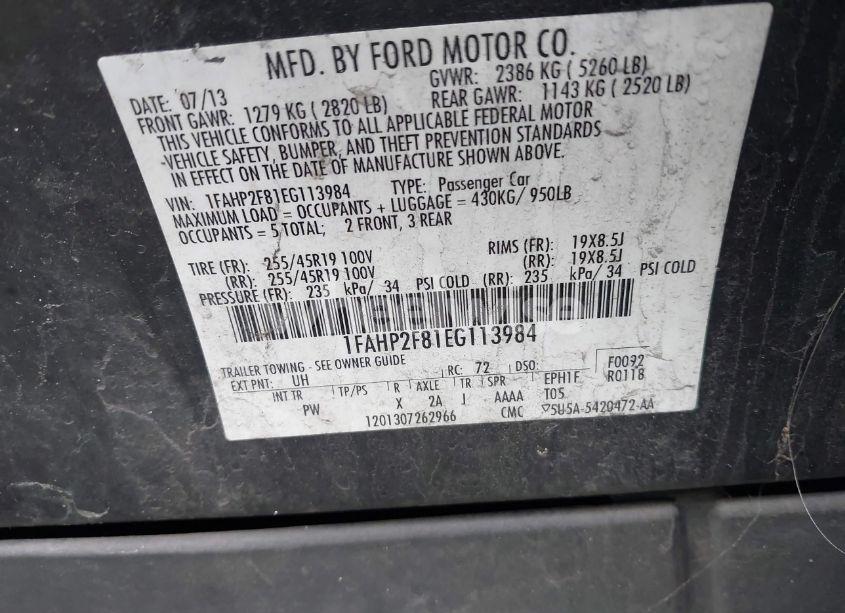 MFD. BY FORD MOTOR CO.
DATE: 07/13 GVWR: 2386 KG ( 5260 LB)
FRONT GAWR: 1279 KG ( 2820 LB) REAR GAWR: 1143 KG ( 2520 LB)
THIS VEHICLE CONFORMS TO ALL APPLICABLE FEDERAL MOTOR
VEHICLE SAFETY, BUMPER, AND THEFT PREVENTION STANDARDS
IN EFFECT ON THE DATE OF MANUFACTURE SHOWN ABOVE.
VIN: 1FAHP2F81EG113984 TYPE: Passenger Car
MAXIMUM LOAD = OCCUPANTS + LUGGAGE = 430KG/ 950LB
OCCUPANTS = 5 TOTAL; 2 FRONT, 3 REAR
TIRE (FR): 255/45R19 100V RIMS (FR): 19X8.5J
(RR): 255/45R19 100V (RR): 19X8.5J
PRESSURE (FR): 235 kPa/ 34 PSI COLD (RR): 235 kPa/ 34 PSI COLD
1FAHP2F81EG113984
TRAILER TOWING - SEE OWNER GUIDE
EXT PNT: UH RC: 72 DSO: F0092
R0118
INT TR TP/PS R AXLE TR SPR EPH1F
PW X 2A J AAAA T05
1201307262966 CMC ▽5U5A-5420472-AA